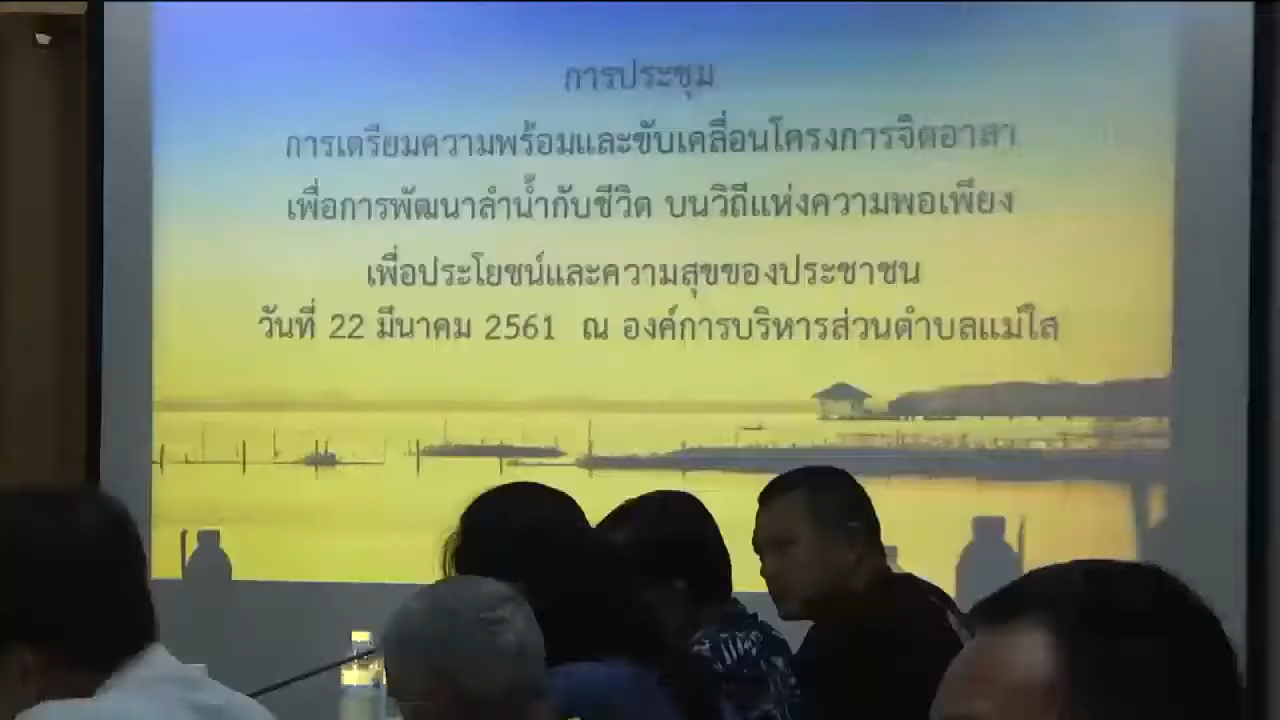 การประชุม
การเตรียมความพร้อมและขับเคลื่อนโครงการจิตอาสา
เพื่อการพัฒนาลำน้ำกับชีวิต บนวิถีแห่งความพอเพียง
เพื่อประโยชน์และความสุขของประชาชน
วันที่ 22 มีนาคม 2561 ณ องค์การบริหารส่วนตำบลแม่ใส